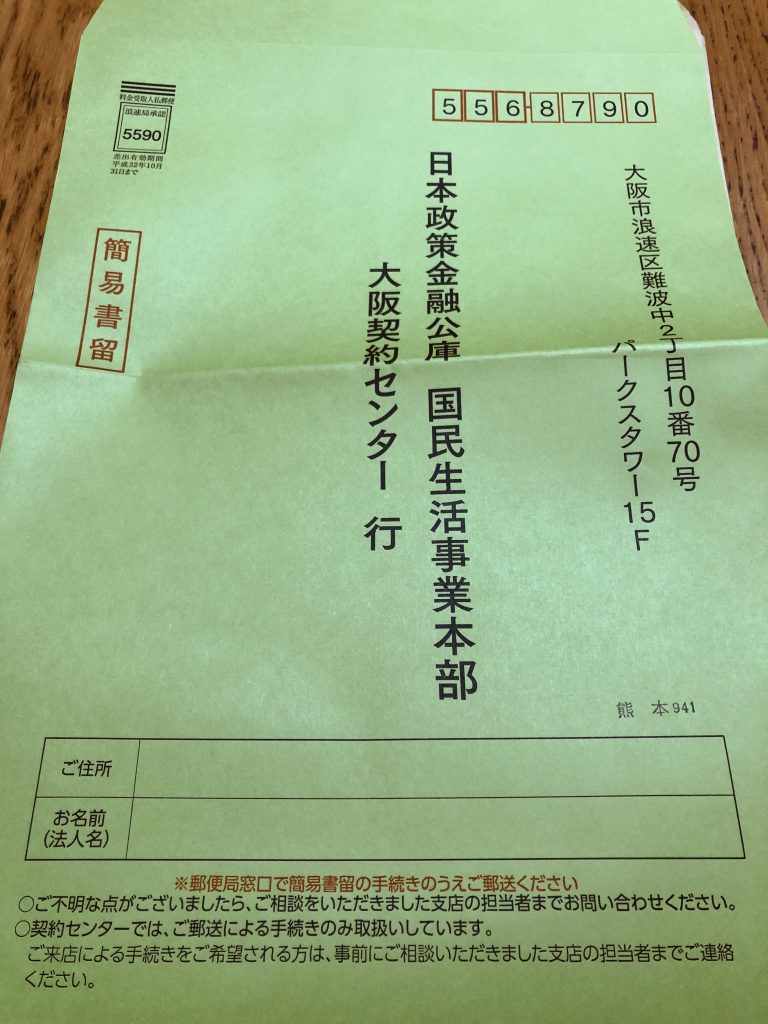 料金受取人払郵便
浪速局承認
5590
差出有効期間
平成32年10月
31日まで
簡易書留
556-8790
大阪市浪速区難波中2丁目10番70号
パークスタワー15F
日本政策金融公庫 国民生活事業本部
大阪契約センター 行
熊 本941
ご住所
お名前
(法人名)
※郵便局窓口で簡易書留の手続きのうえご郵送ください
○ご不明な点がございましたら、ご相談をいただきました支店の担当者までお問い合わせください。
○契約センターでは、ご郵送による手続きのみ取扱いしています。
ご来店による手続きをご希望される方は、事前にご相談いただきました支店の担当者までご連絡
ください。